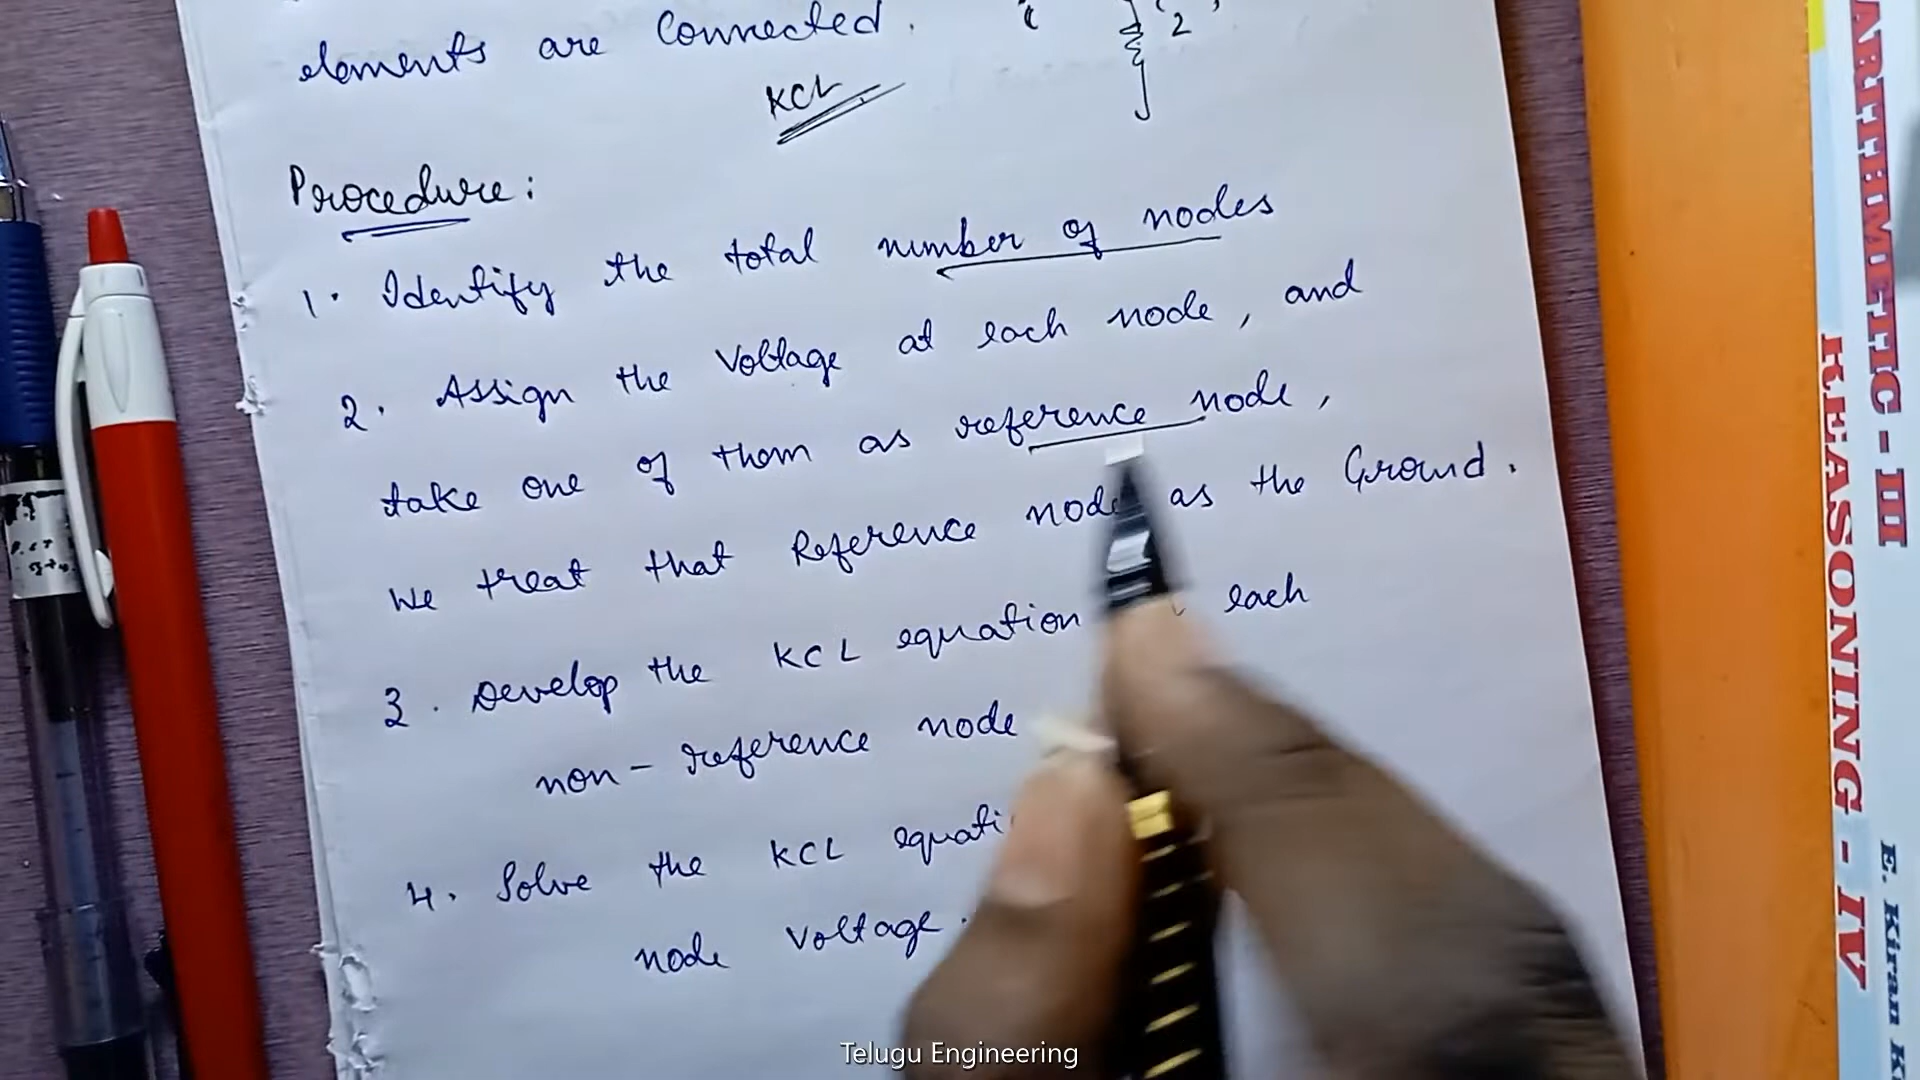 elements are Connected.
2
KCL
Procedure:
1. Identify the total number of nodes
2. Assign the Voltage at each node, and
take one of them as reference node,
We treat that Reference node as the Ground.
3. Develop the KCL equation each
non-reference node
4. Solve the KCL
node Voltage.
Telugu Engineering
ARITHMETIC - III
REASONING - IV
E. Kiran